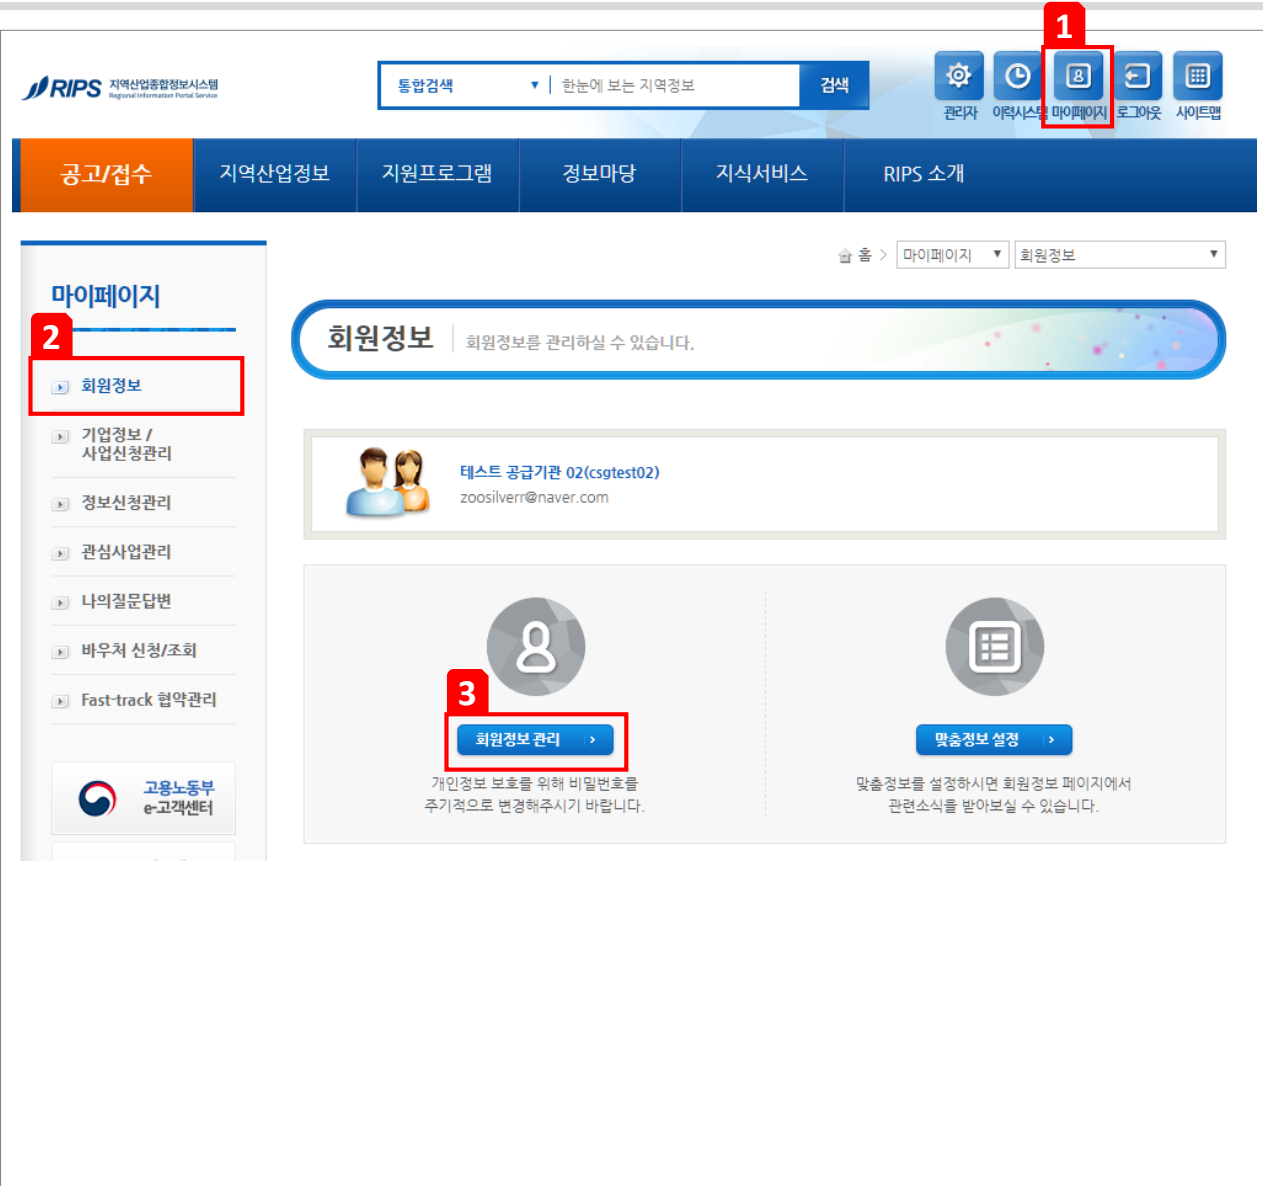 1
RIPS 지역산업종합정보시스템
Regional Information Portal Service
통합검색 ▼ 한눈에 보는 지역정보 검색
관리자 이력시스템 마이페이지 로그아웃 사이트맵
공고/접수 지역산업정보 지원프로그램 정보마당 지식서비스 RIPS 소개
홈 > 마이페이지 ▼ 회원정보 ▼
마이페이지
2
회원정보
기업정보 /
사업신청관리
정보신청관리
관심사업관리
나의질문답변
바우처 신청/조회
Fast-track 협약관리
고용노동부
e-고객센터
회원정보 회원정보를 관리하실 수 있습니다.
테스트 공급기관 02(csgtest02)
zoosilverr@naver.com
3
회원정보 관리 >
개인정보 보호를 위해 비밀번호를
주기적으로 변경해주시기 바랍니다.
맞춤정보 설정 >
맞춤정보를 설정하시면 회원정보 페이지에서
관련소식을 받아보실 수 있습니다.